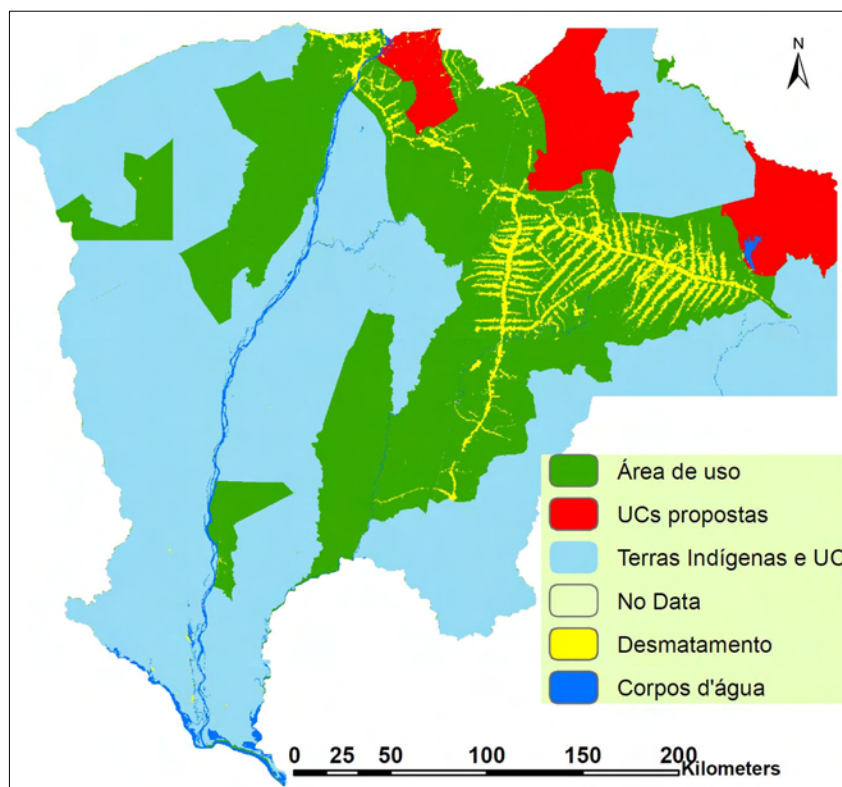 N
Área de uso
UCs propostas
Terras Indígenas e UC
No Data
Desmatamento
Corpos d'água
0 25 50 100 150 200
Kilometers